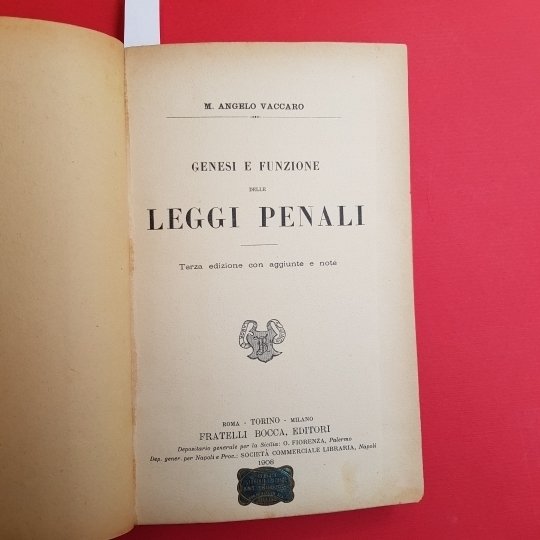 M. ANGELO VACCARO
GENESI E FUNZIONE
DELLE
LEGGI PENALI
Terza edizione con aggiunte e note
ROMA - TORINO - MILANO
FRATELLI BOCCA, EDITORI
Depositario generale per la Sicilia: O. FIORENZA, Palermo
Dep. gener. per Napoli e Prov.: SOCIETÀ COMMERCIALE LIBRARIA, Napoli
1908